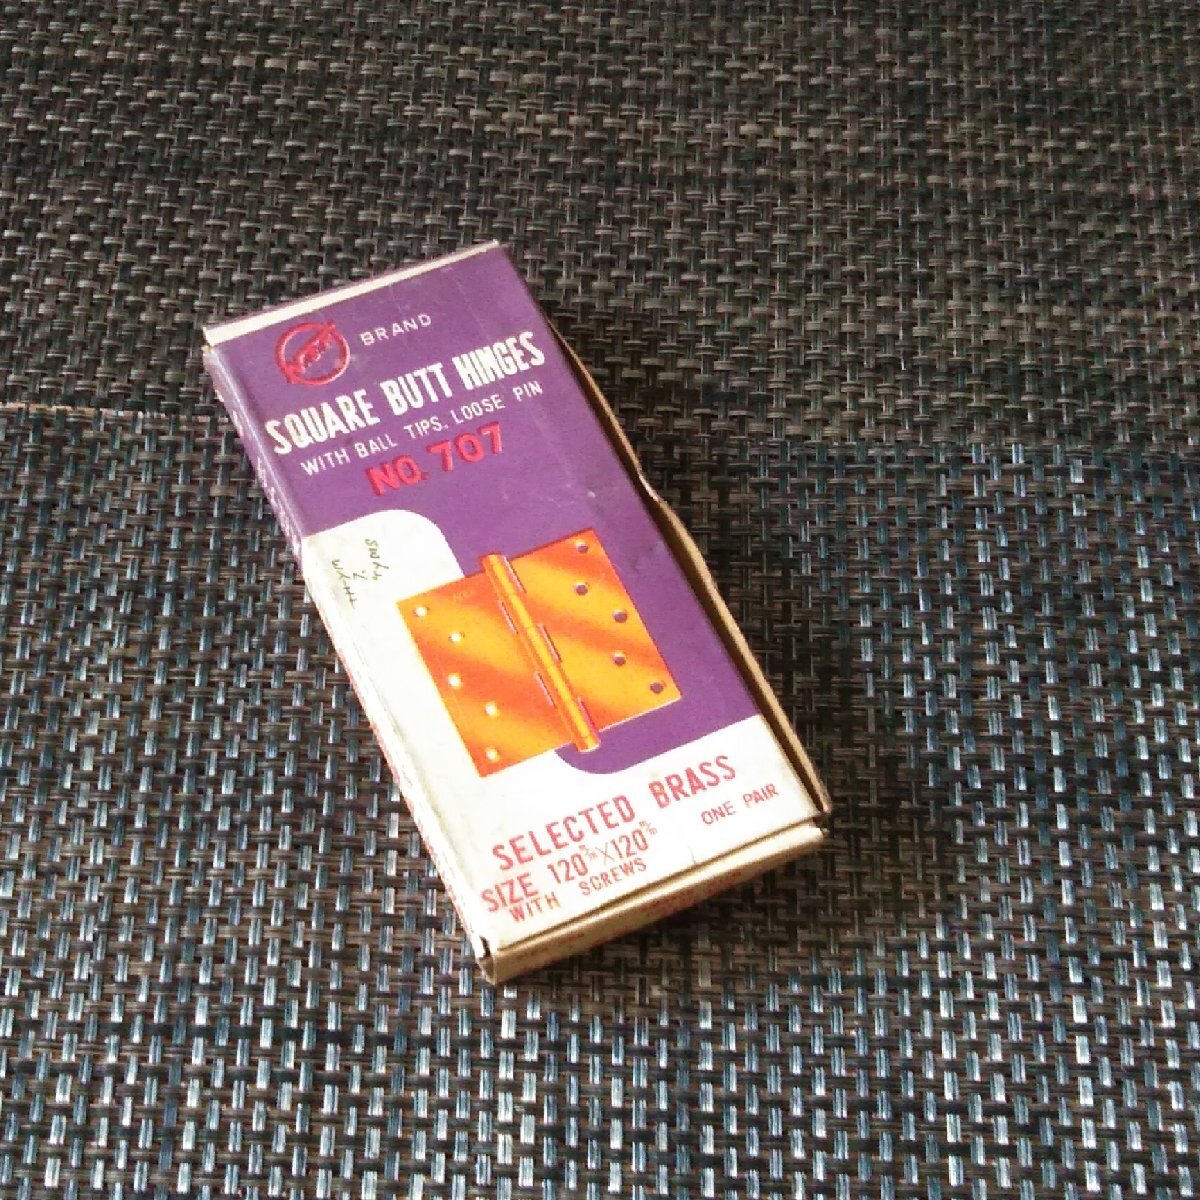 BRAND
SQUARE BUTT HINGES
WITH BALL TIPS. LOOSE PIN
NO. 707
SELECTED BRASS
SIZE 120m/m X 120m/m
ONE PAIR
WITH SCREWS